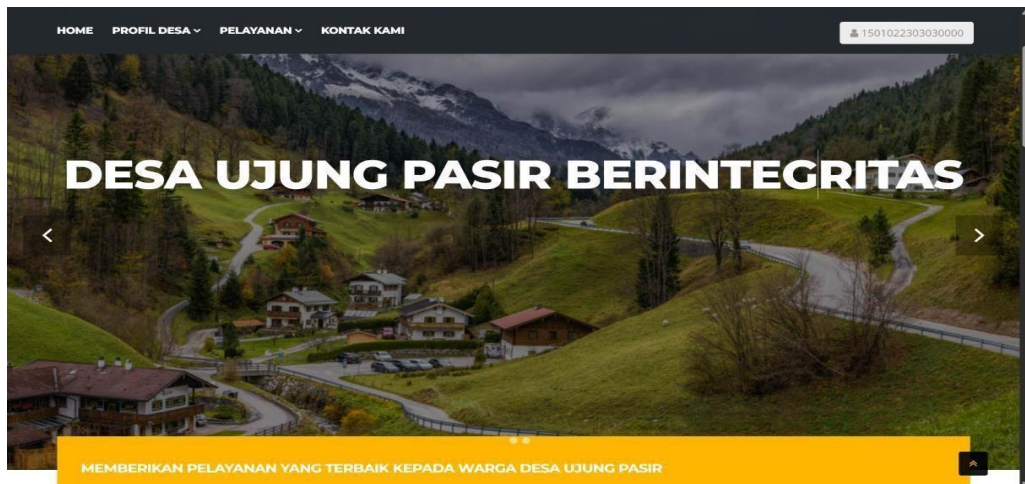 HOME PROFIL DESA PELAYANAN KONTAK KAMI 1501022303030000
DESA UJUNG PASIR BERINTEGRITAS
MEMBERIKAN PELAYANAN YANG TERBAIK KEPADA WARGA DESA UJUNG PASIR